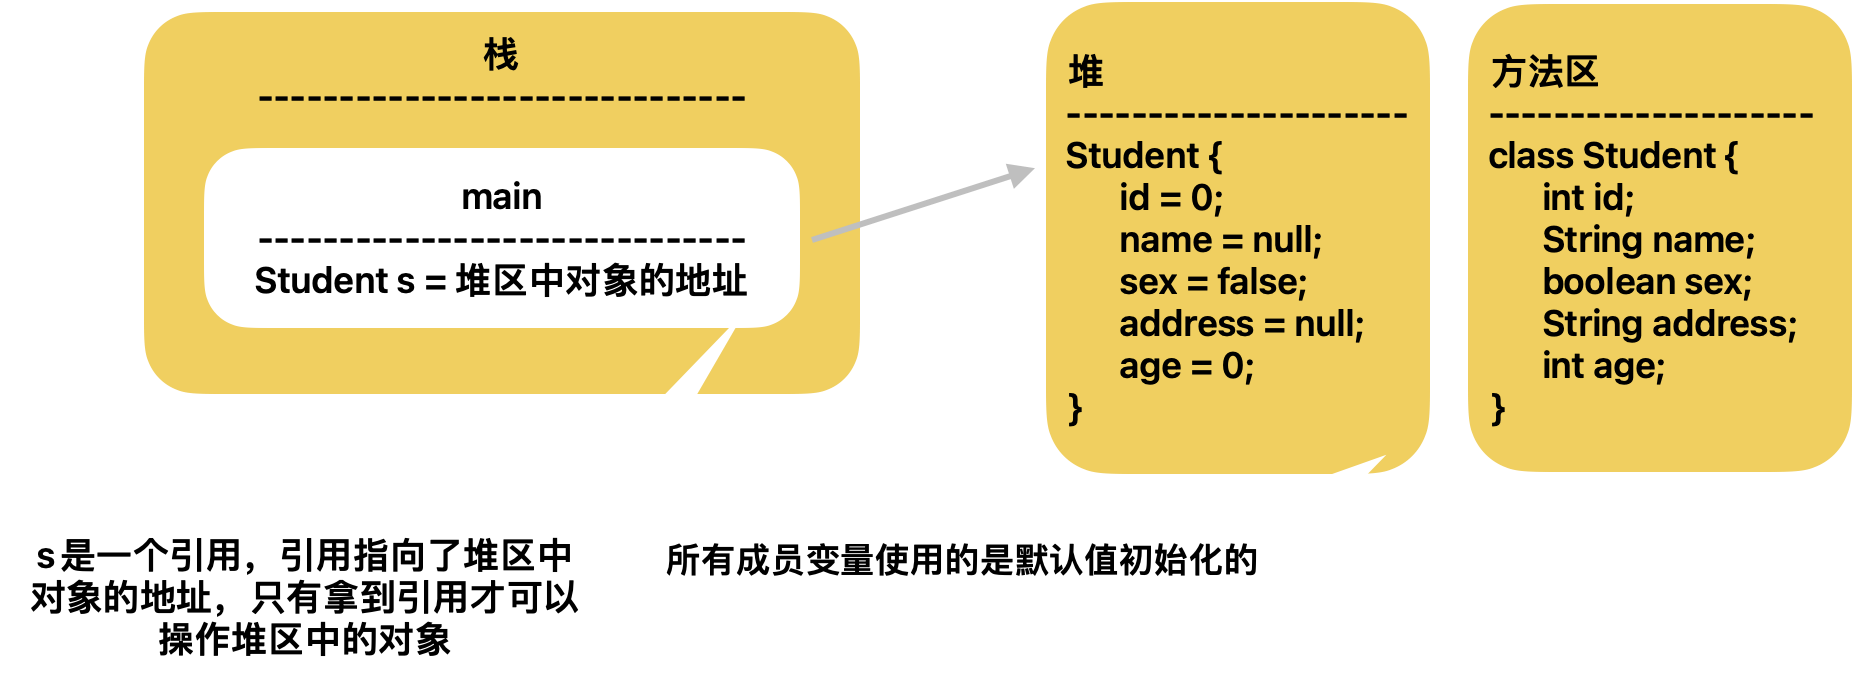 栈
------------------------------
main
------------------------------
Student s = 堆区中对象的地址
堆
---------------------
Student {
id = 0;
name = null;
sex = false;
address = null;
age = 0;
}
方法区
--------------------
class Student {
int id;
String name;
boolean sex;
String address;
int age;
}
s是一个引用，引用指向了堆区中
对象的地址，只有拿到引用才可以
操作堆区中的对象
所有成员变量使用的是默认值初始化的